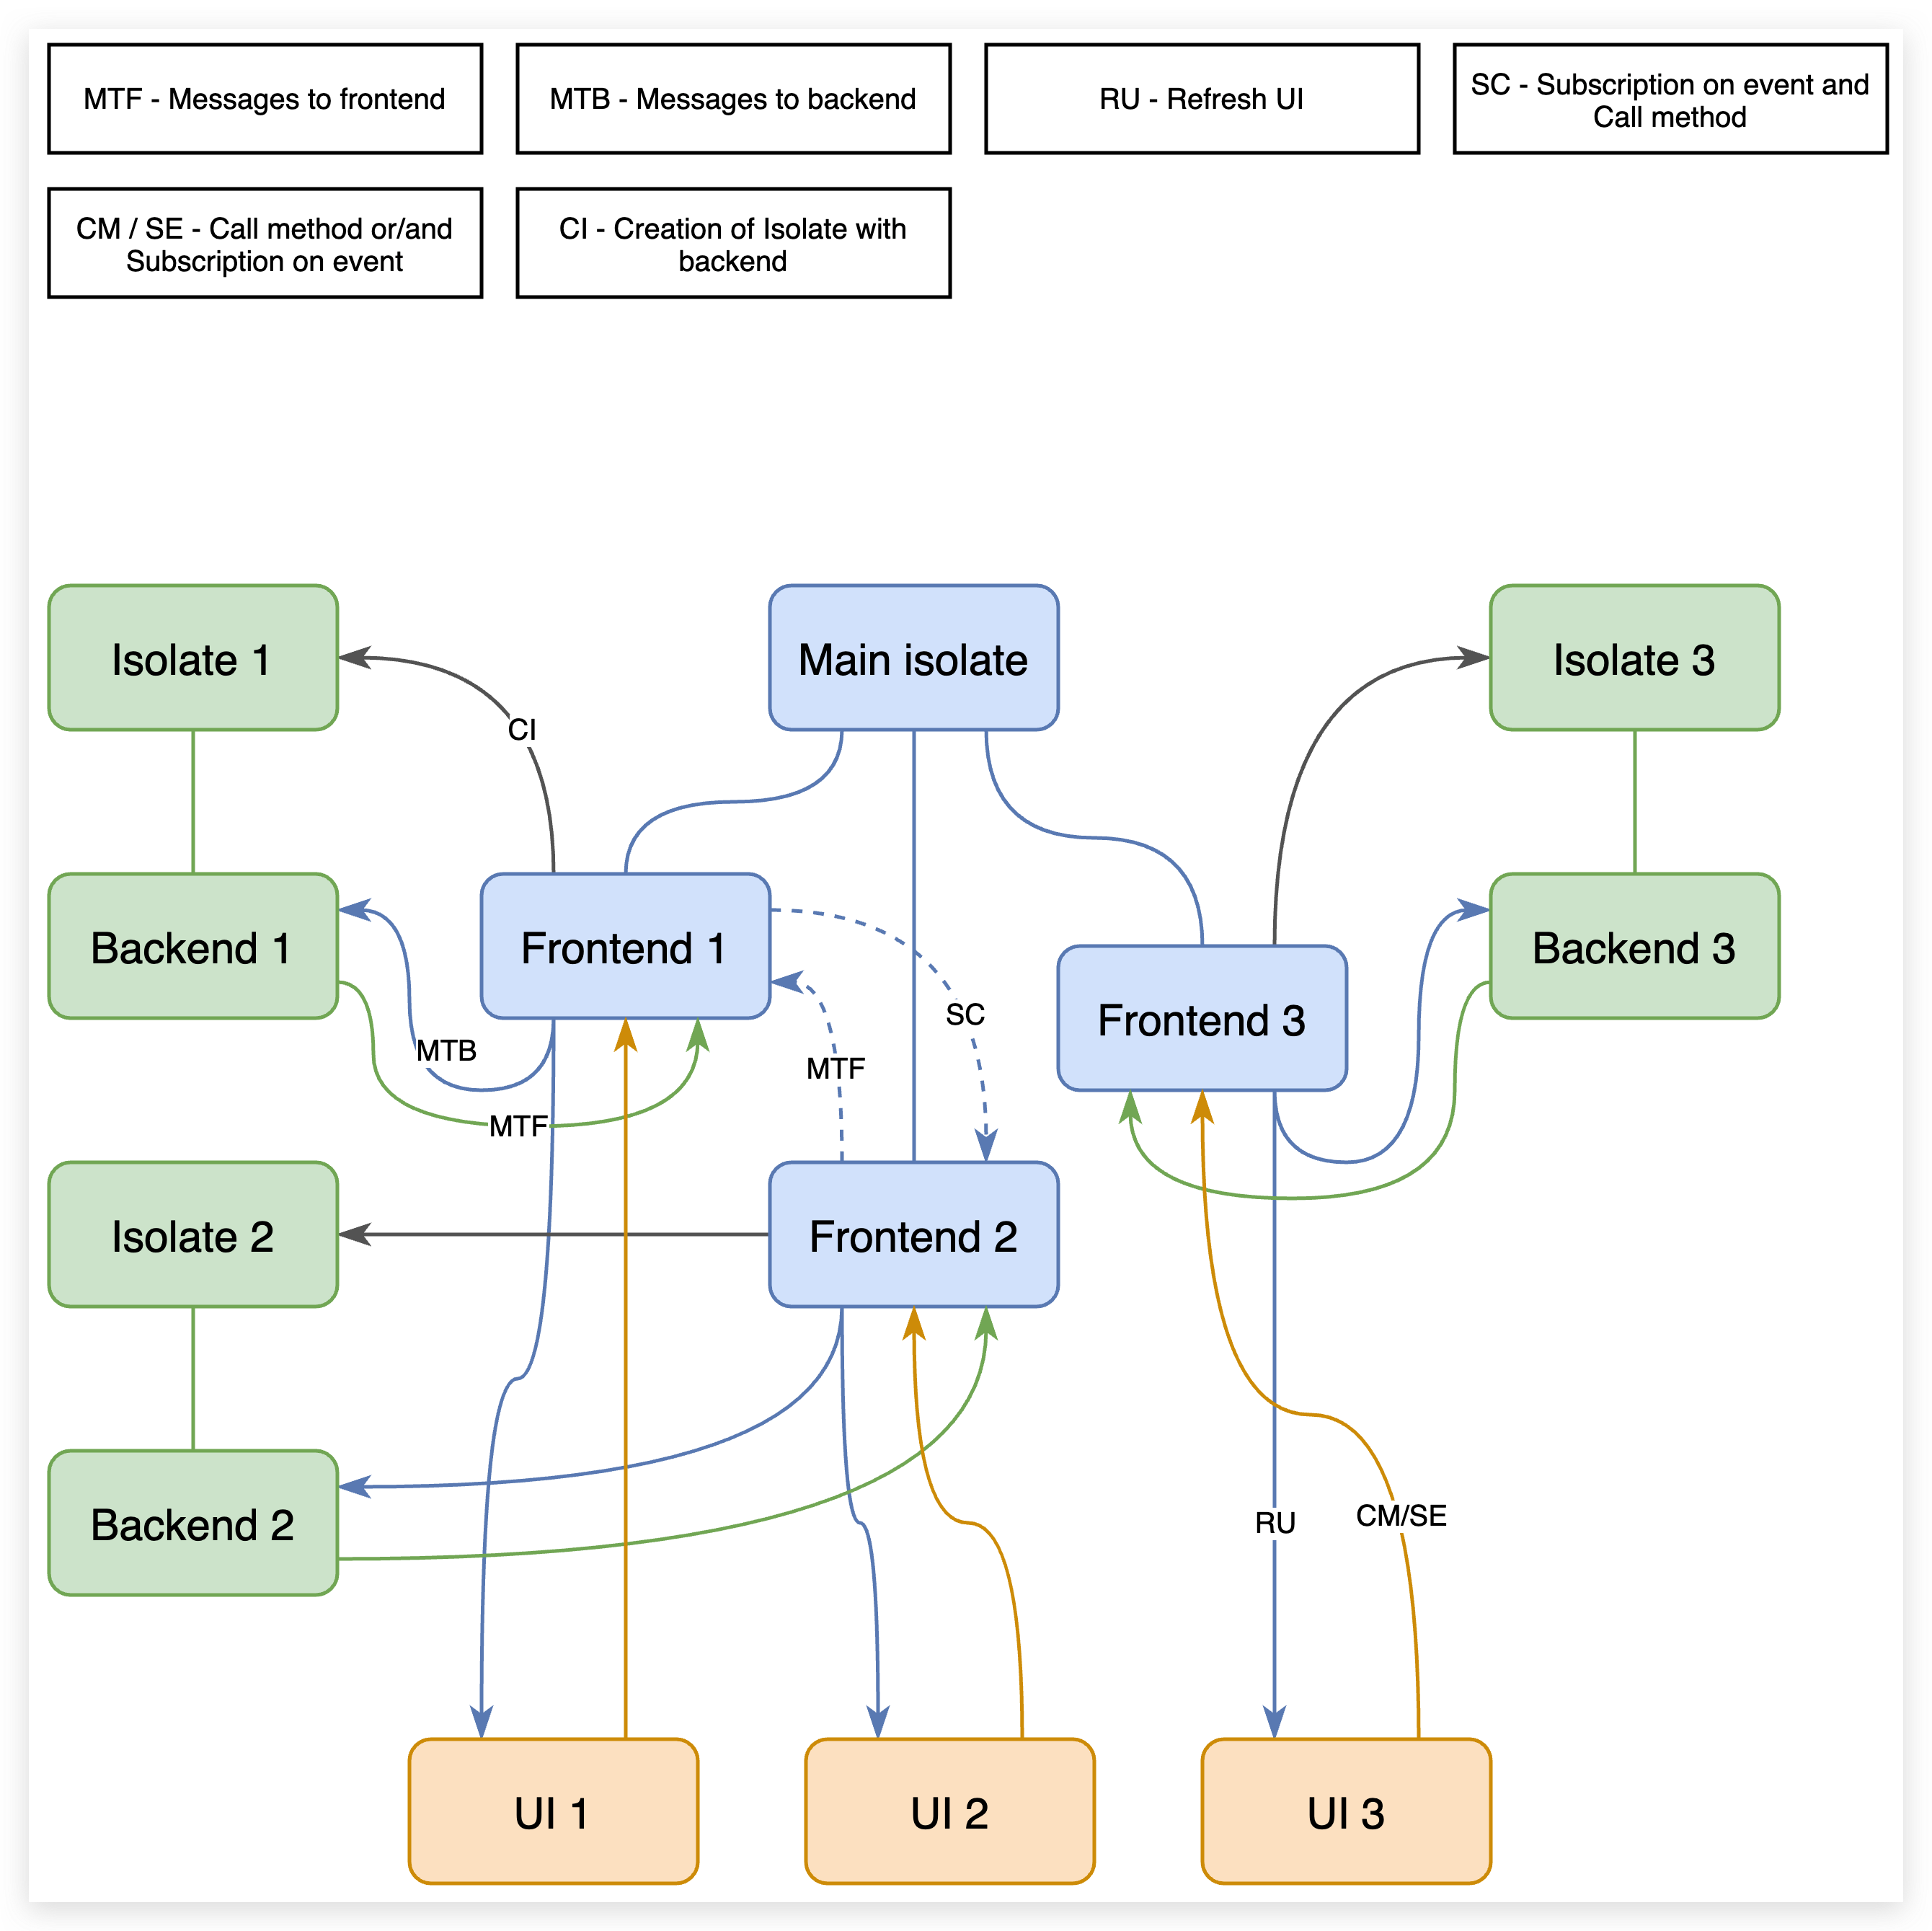 MTF - Messages to frontend
MTB - Messages to backend
RU - Refresh UI
SC - Subscription on event and
Call method
CM / SE - Call method or/and
Subscription on event
CI - Creation of Isolate with
backend
Isolate 1
Main isolate
Isolate 3
CI
Backend 1
Frontend 1
Backend 3
SC
Frontend 3
MTB
MTF
MTF
Isolate 2
Frontend 2
Backend 2
RU
CM/SE
UI 1
UI 2
UI 3